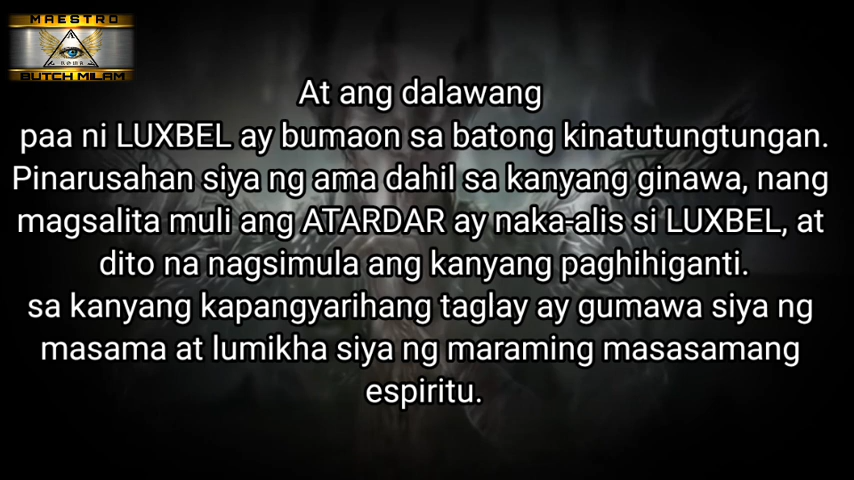 MAESTRO
ROMA
BUTCH MILAM
At ang dalawang
paa ni LUXBEL ay bumaon sa batong kinatutungtungan.
Pinarusahan siya ng ama dahil sa kanyang ginawa, nang
magsalita muli ang ATARDAR ay naka-alis si LUXBEL, at
dito na nagsimula ang kanyang paghihiganti.
sa kanyang kapangyarihang taglay ay gumawa siya ng
masama at lumikha siya ng maraming masasamang
espiritu.